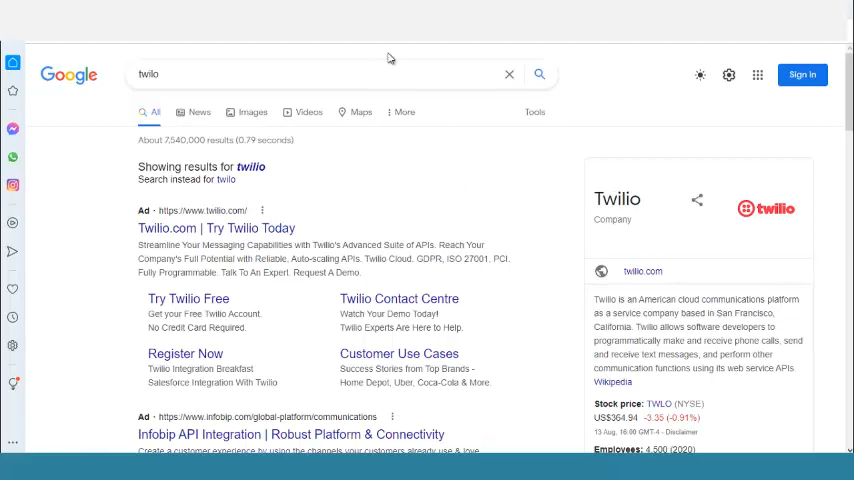 Google
twilo
Sign in
All
News
Images
Videos
Maps
More
Tools
About 7,540,000 results (0.79 seconds)
Showing results for twilio
Search instead for twilo
Ad · https://www.twilio.com/
Twilio.com | Try Twilio Today
Streamline Your Messaging Capabilities with Twilio's Advanced Suite of APIs. Reach Your
Company's Full Potential with Reliable, Auto-scaling APIs. Twilio Cloud. GDPR, ISO 27001, PCI.
Fully Programmable. Talk To An Expert. Request A Demo.
Try Twilio Free
Get your Free Twilio Account.
No Credit Card Required.
Twilio Contact Centre
Watch Your Demo Today!
Twilio Experts Are Here to Help.
Register Now
Twilio Integration Breakfast
Salesforce Integration With Twilio
Customer Use Cases
Success Stories from Top Brands -
Home Depot, Uber, Coca-Cola & More.
Ad · https://www.infobip.com/global-platform/communications
Infobip API Integration | Robust Platform & Connectivity
Create a customer experience by using the channels your customers already use & love.
Twilio
Company
twilio
twilio.com
Twilio is an American cloud communications platform
as a service company based in San Francisco,
California. Twilio allows software developers to
programmatically make and receive phone calls, send
and receive text messages, and perform other
communication functions using its web service APIs.
Wikipedia
Stock price: TWLO (NYSE)
US$364.94 -3.35 (-0.91%)
13 Aug, 16:00 GMT-4 - Disclaimer
Employees: 4,500 (2020)